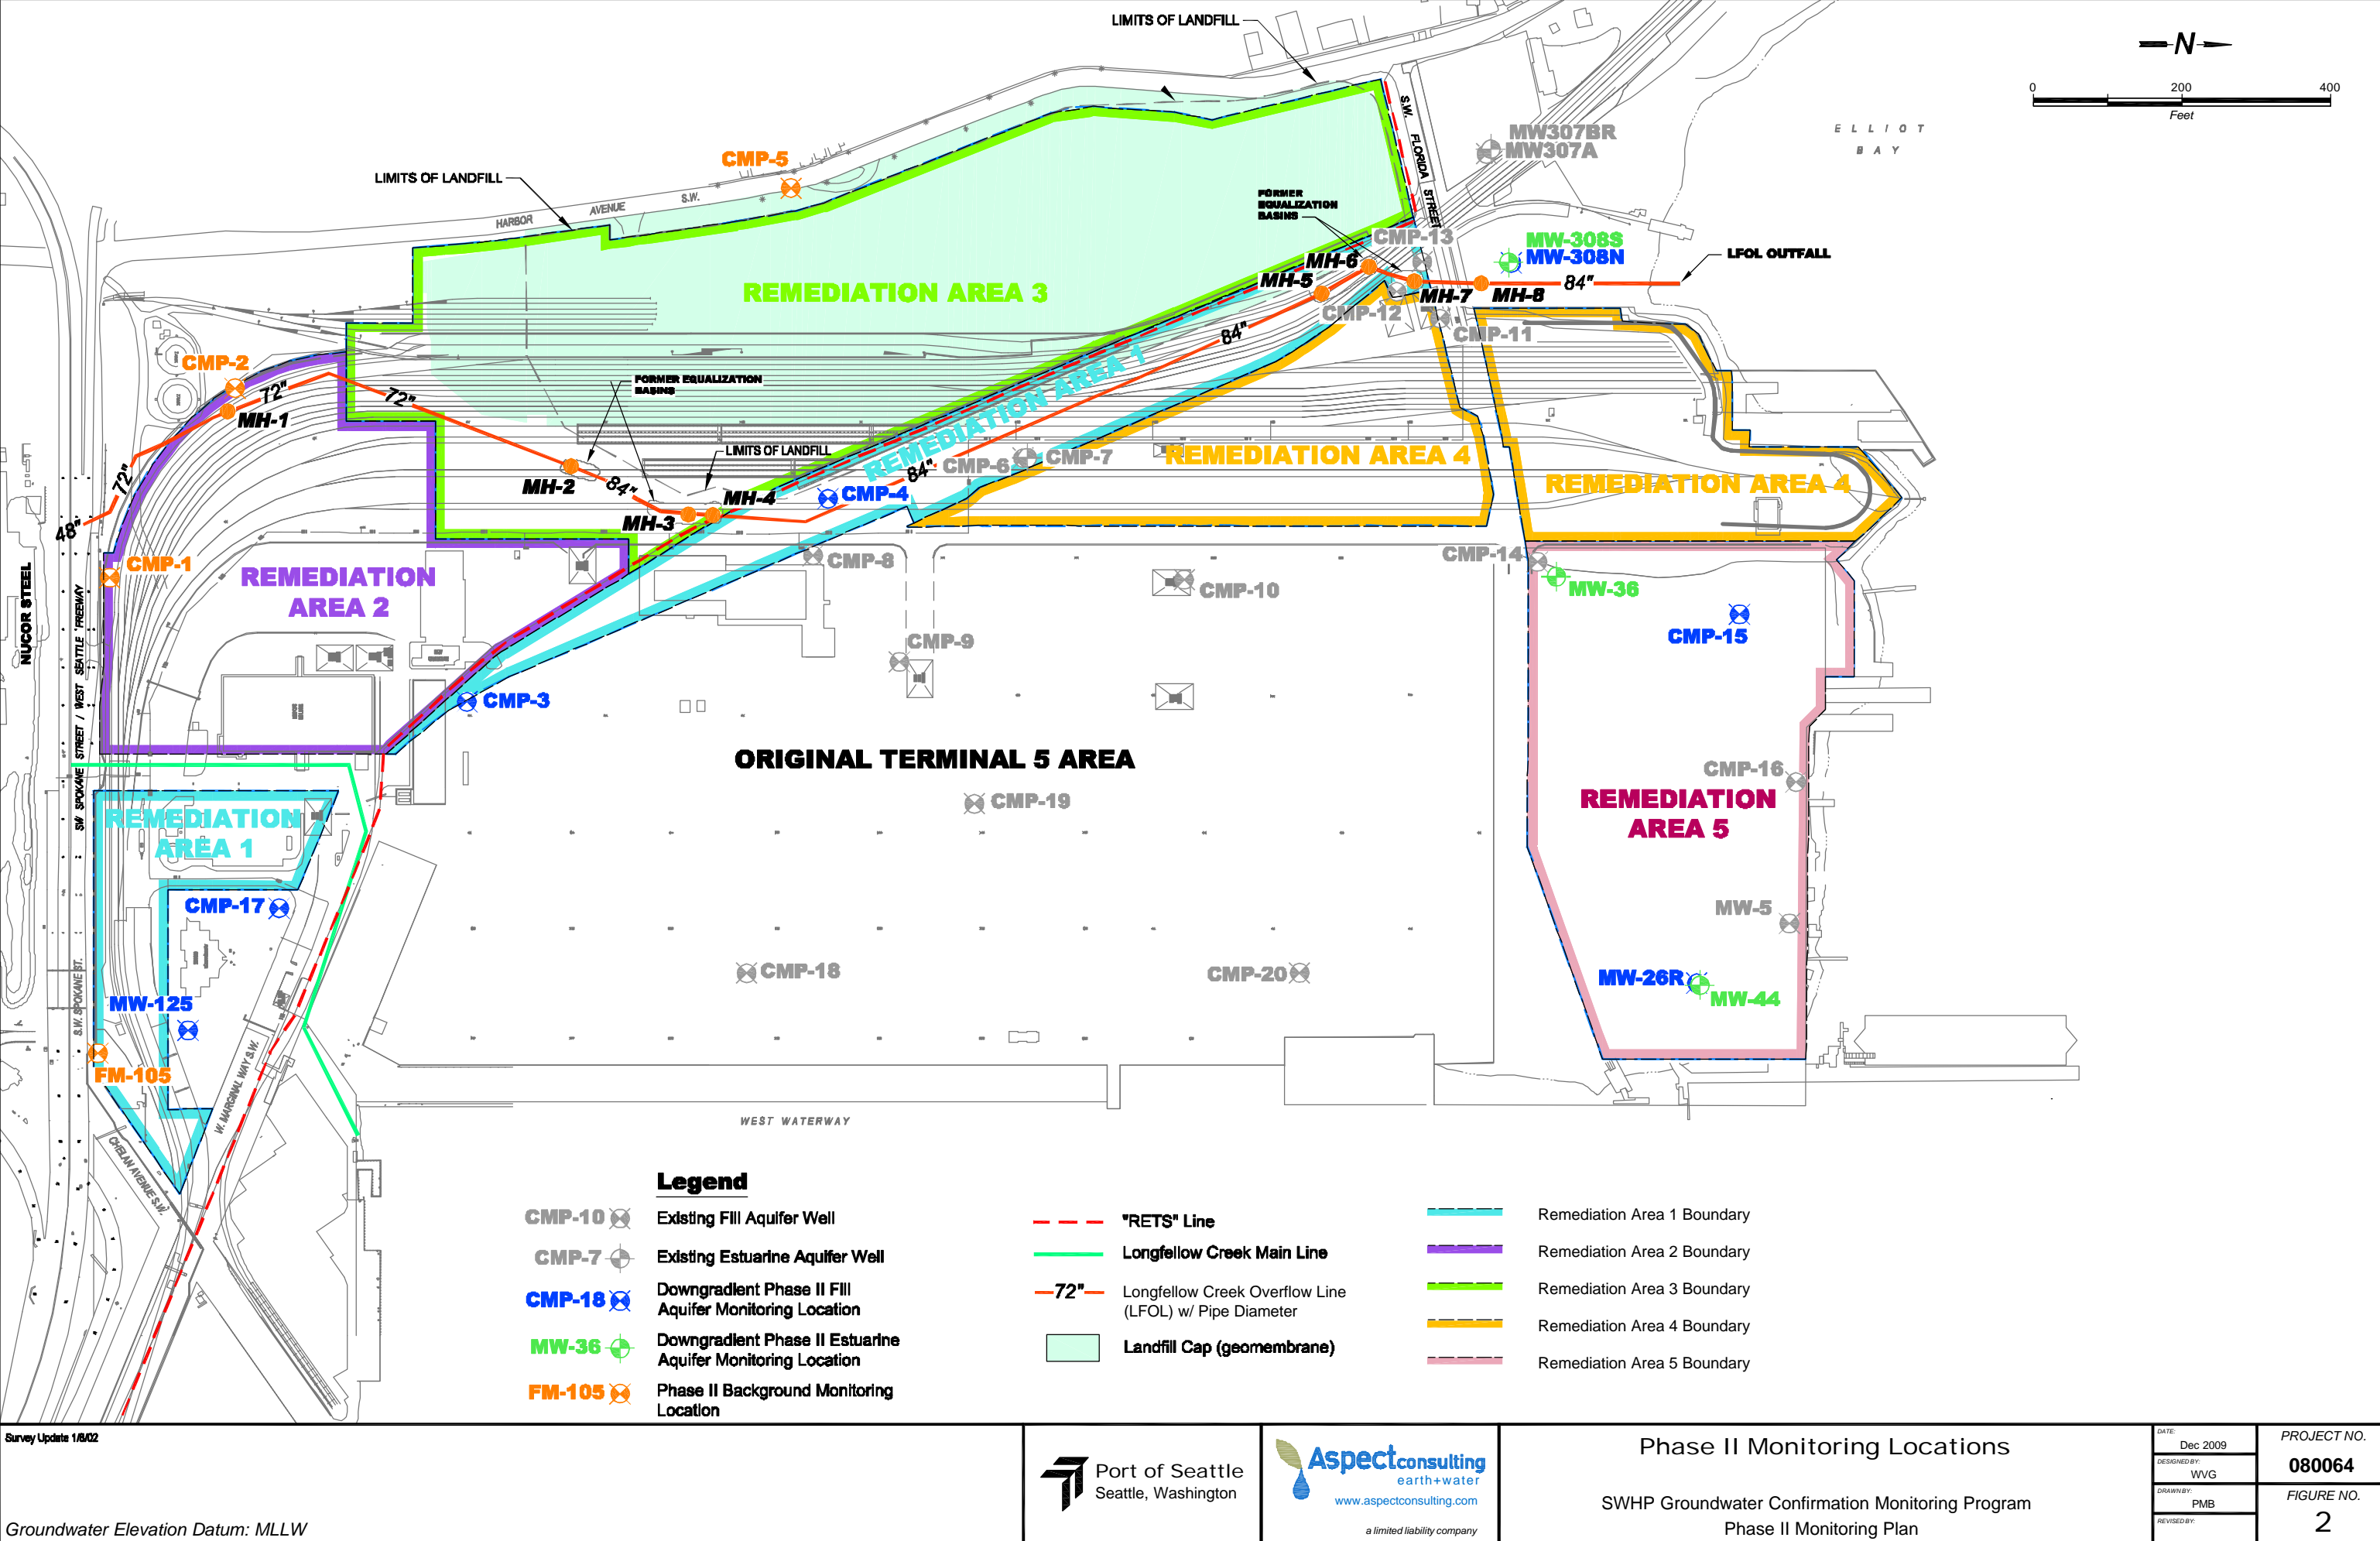 LIMITS OF LANDFILL
N
0 200 400
Feet
ELLIOT
BAY
S.W. FLORIDA STREET
MW307BR
MW307A
CMP-5
LIMITS OF LANDFILL
HARBOR AVENUE S.W.
FORMER
EQUALIZATION
BASINS
CMP-13
MW-308S
MW-308N
LFOL OUTFALL
MH-6
MH-5
84"
MH-7
MH-8
REMEDIATION AREA 3
CMP-12
CMP-11
84"
CMP-2
72"
72"
MH-1
FORMER EQUALIZATION
BASINS
REMEDIATION AREA 1
LIMITS OF LANDFILL
CMP-6
CMP-7
REMEDIATION AREA 4
REMEDIATION AREA 4
84"
72"
MH-2
84"
MH-4
CMP-4
MH-3
48"
CMP-1
CMP-8
CMP-14
REMEDIATION
AREA 2
CMP-10
MW-36
NUCOR STEEL
SW SPOKANE STREET / WEST SEATTLE FREEWAY
CMP-15
CMP-9
CMP-3
ORIGINAL TERMINAL 5 AREA
CMP-16
CMP-19
REMEDIATION
AREA 5
REMEDIATION
AREA 1
CMP-17
MW-5
CMP-18
CMP-20
MW-26R
MW-44
S.W. SPOKANE ST.
MW-125
FM-105
W. MARGINAL WAY S.W.
CHELAN AVENUE S.W.
WEST WATERWAY
Legend
CMP-10 Existing Fill Aquifer Well
CMP-7 Existing Estuarine Aquifer Well
CMP-18 Downgradient Phase II Fill
Aquifer Monitoring Location
MW-36 Downgradient Phase II Estuarine
Aquifer Monitoring Location
FM-105 Phase II Background Monitoring
Location
"RETS" Line
Longfellow Creek Main Line
72" Longfellow Creek Overflow Line
(LFOL) w/ Pipe Diameter
Landfill Cap (geomembrane)
Remediation Area 1 Boundary
Remediation Area 2 Boundary
Remediation Area 3 Boundary
Remediation Area 4 Boundary
Remediation Area 5 Boundary
Survey Update 1/8/02
Groundwater Elevation Datum: MLLW
Port of Seattle
Seattle, Washington
Aspectconsulting
earth+water
www.aspectconsulting.com
a limited liability company
Phase II Monitoring Locations
SWHP Groundwater Confirmation Monitoring Program
Phase II Monitoring Plan
DATE:
Dec 2009
DESIGNED BY:
WVG
DRAWN BY:
PMB
REVISED BY:
PROJECT NO.
080064
FIGURE NO.
2